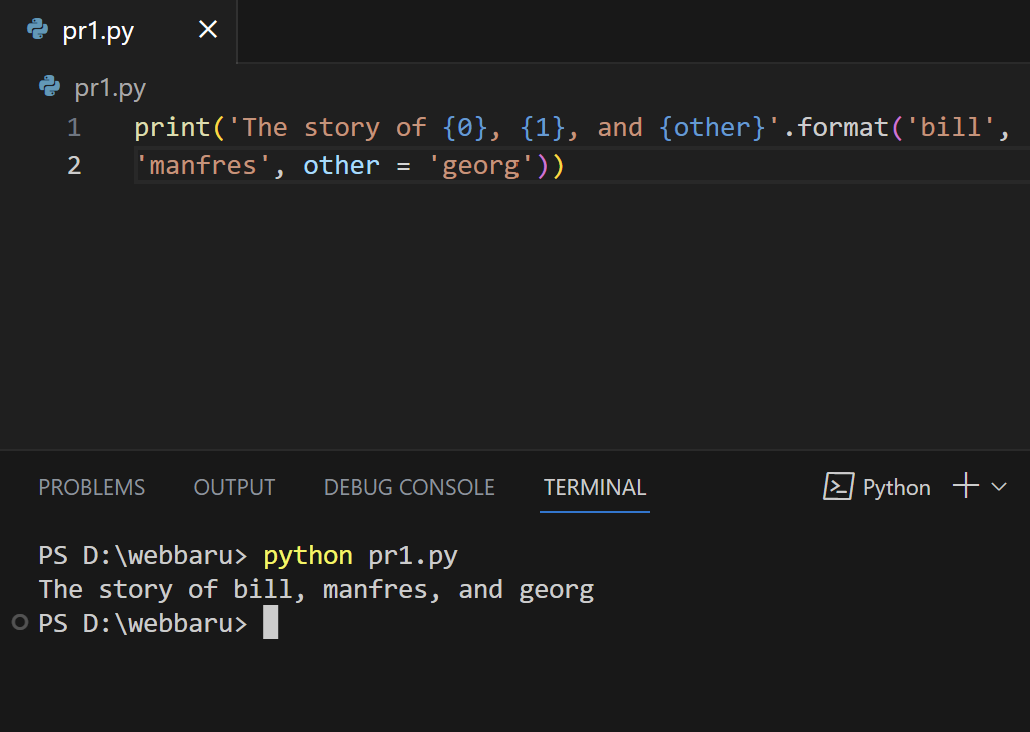 pr1.py
pr1.py
1 print('The story of {0}, {1}, and {other}'.format('bill',
2 'manfres', other = 'georg'))
PROBLEMS OUTPUT DEBUG CONSOLE TERMINAL Python
PS D:\webbaru> python pr1.py
The story of bill, manfres, and georg
PS D:\webbaru>